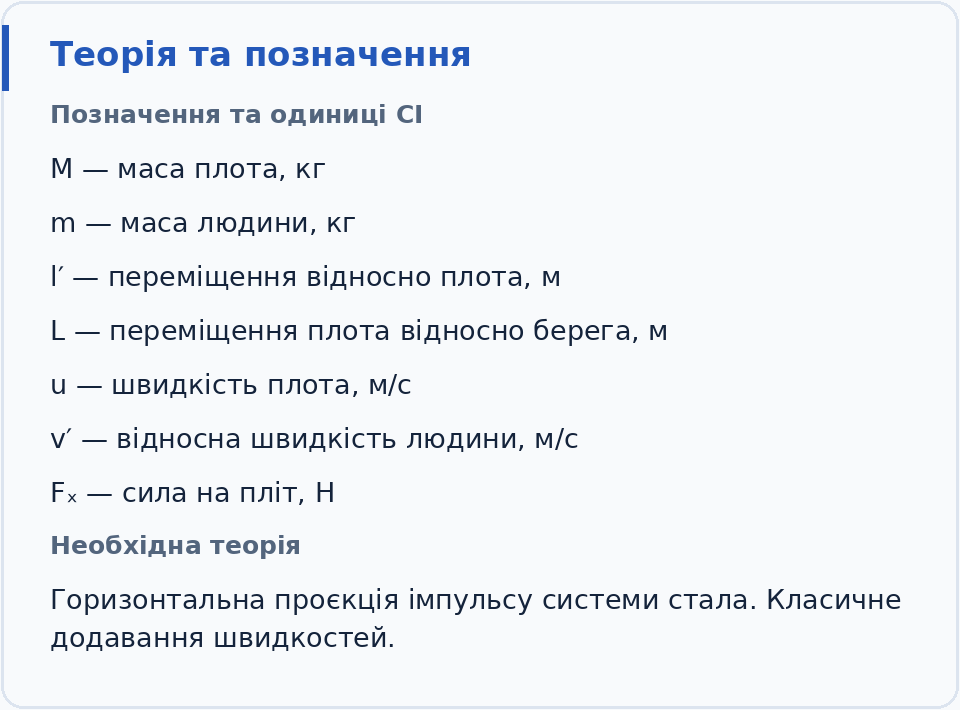 Теорія та позначення
Позначення та одиниці СІ
M — маса плота, кг
m — маса людини, кг
l′ — переміщення відносно плота, м
L — переміщення плота відносно берега, м
u — швидкість плота, м/с
v′ — відносна швидкість людини, м/с
Fₓ — сила на пліт, Н
Необхідна теорія
Горизонтальна проєкція імпульсу системи стала. Класичне
додавання швидкостей.